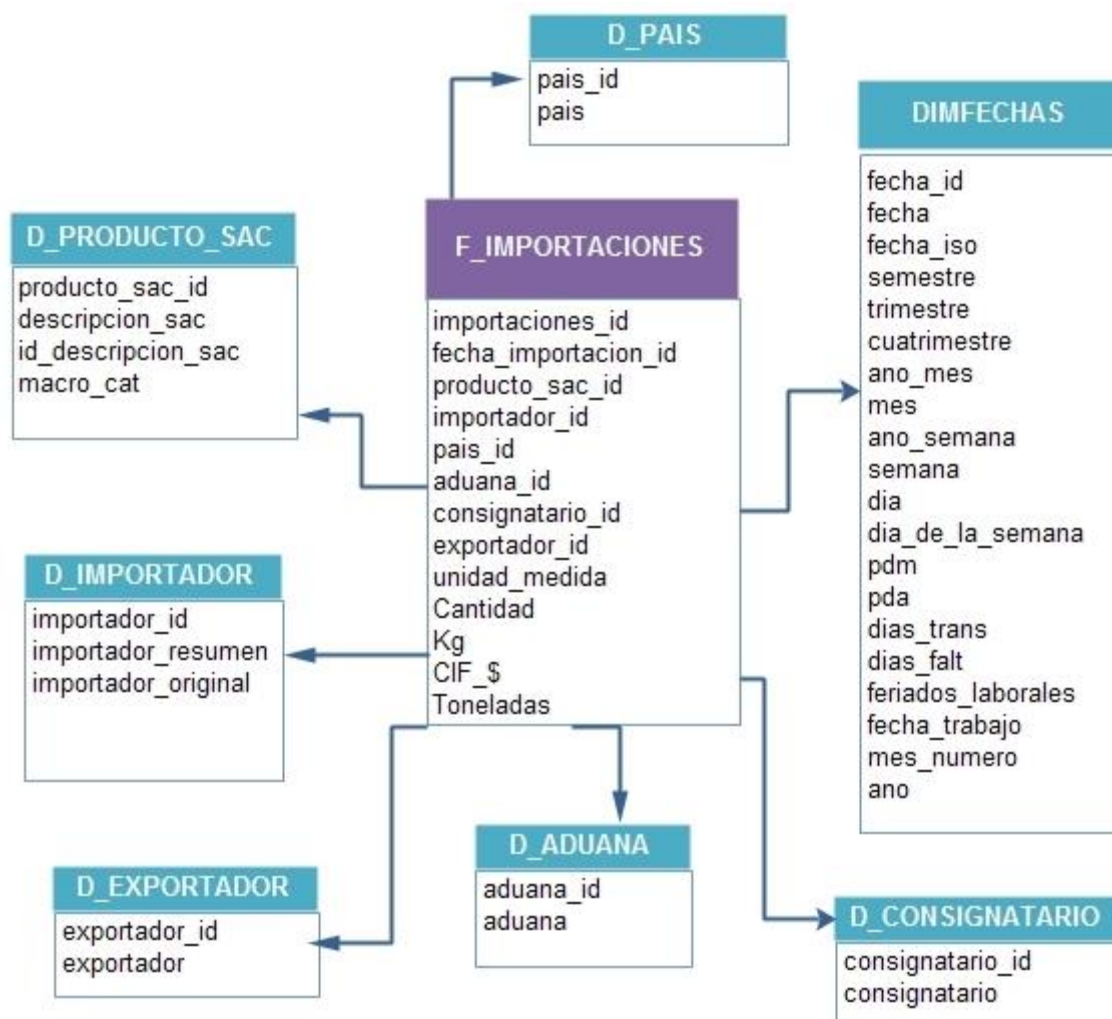 D_PAIS
pais_id
pais
DIMFECHAS
fecha_id
fecha
fecha_iso
semestre
trimestre
cuatrimestre
ano_mes
mes
ano_semana
semana
dia
dia_de_la_semana
pdm
pda
dias_trans
dias_falt
feriados_laborales
fecha_trabajo
mes_numero
ano
D_PRODUCTO_SAC
producto_sac_id
descripcion_sac
id_descripcion_sac
macro_cat
F_IMPORTACIONES
importaciones_id
fecha_importacion_id
producto_sac_id
importador_id
pais_id
aduana_id
consignatario_id
exportador_id
unidad_medida
Cantidad
Kg
CIF_$
Toneladas
D_IMPORTADOR
importador_id
importador_resumen
importador_original
D_EXPORTADOR
exportador_id
exportador
D_ADUANA
aduana_id
aduana
D_CONSIGNATARIO
consignatario_id
consignatario